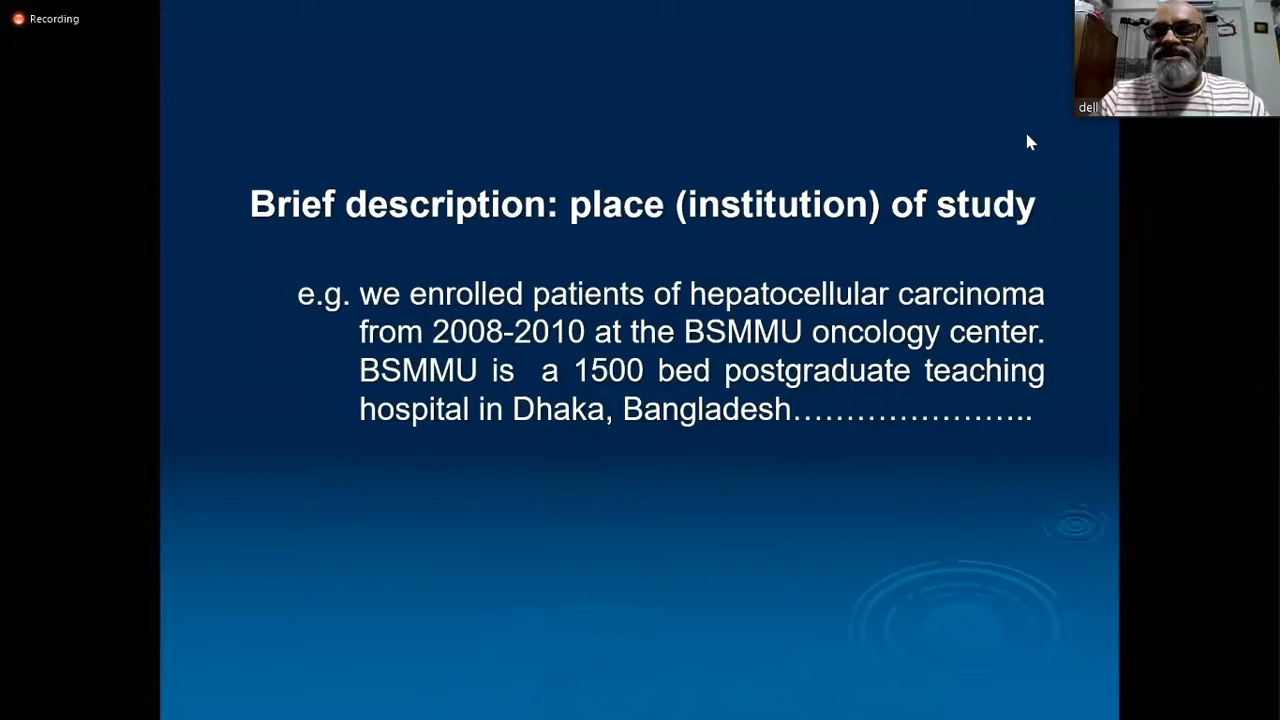 Recording
dell
Brief description: place (institution) of study
e.g. we enrolled patients of hepatocellular carcinoma
from 2008-2010 at the BSMMU oncology center.
BSMMU is a 1500 bed postgraduate teaching
hospital in Dhaka, Bangladesh……………………..